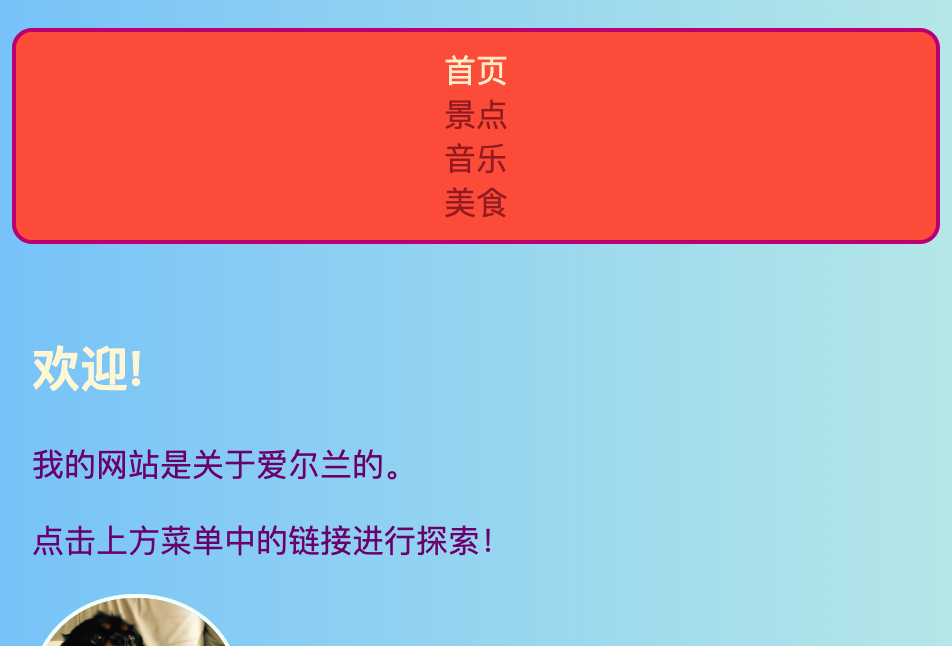 首页
景点
音乐
美食
欢迎!
我的网站是关于爱尔兰的。
点击上方菜单中的链接进行探索！